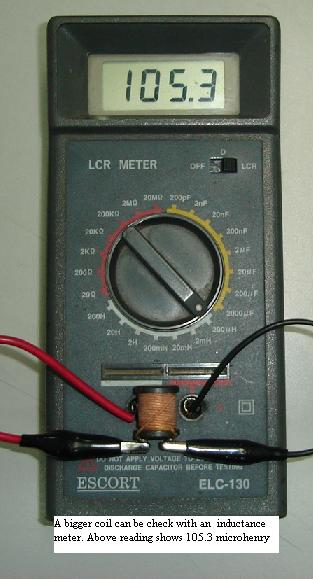 105.3
LCR METER
D
OFF LCR
2MΩ 20MΩ 200pF 2nF
200KΩ 20nF
20KΩ 200nF
2KΩ 2µF
200Ω 20µF
20Ω 200µF
200H 2000µF
20H 200µH
2H 2mH
200mH 20mH
DO NOT APPLY VOLTAGE TO
DISCHARGE CAPACITOR BEFORE TESTING
ESCORT ELC-130
A bigger coil can be check with an inductance
meter. Above reading shows 105.3 microhenry